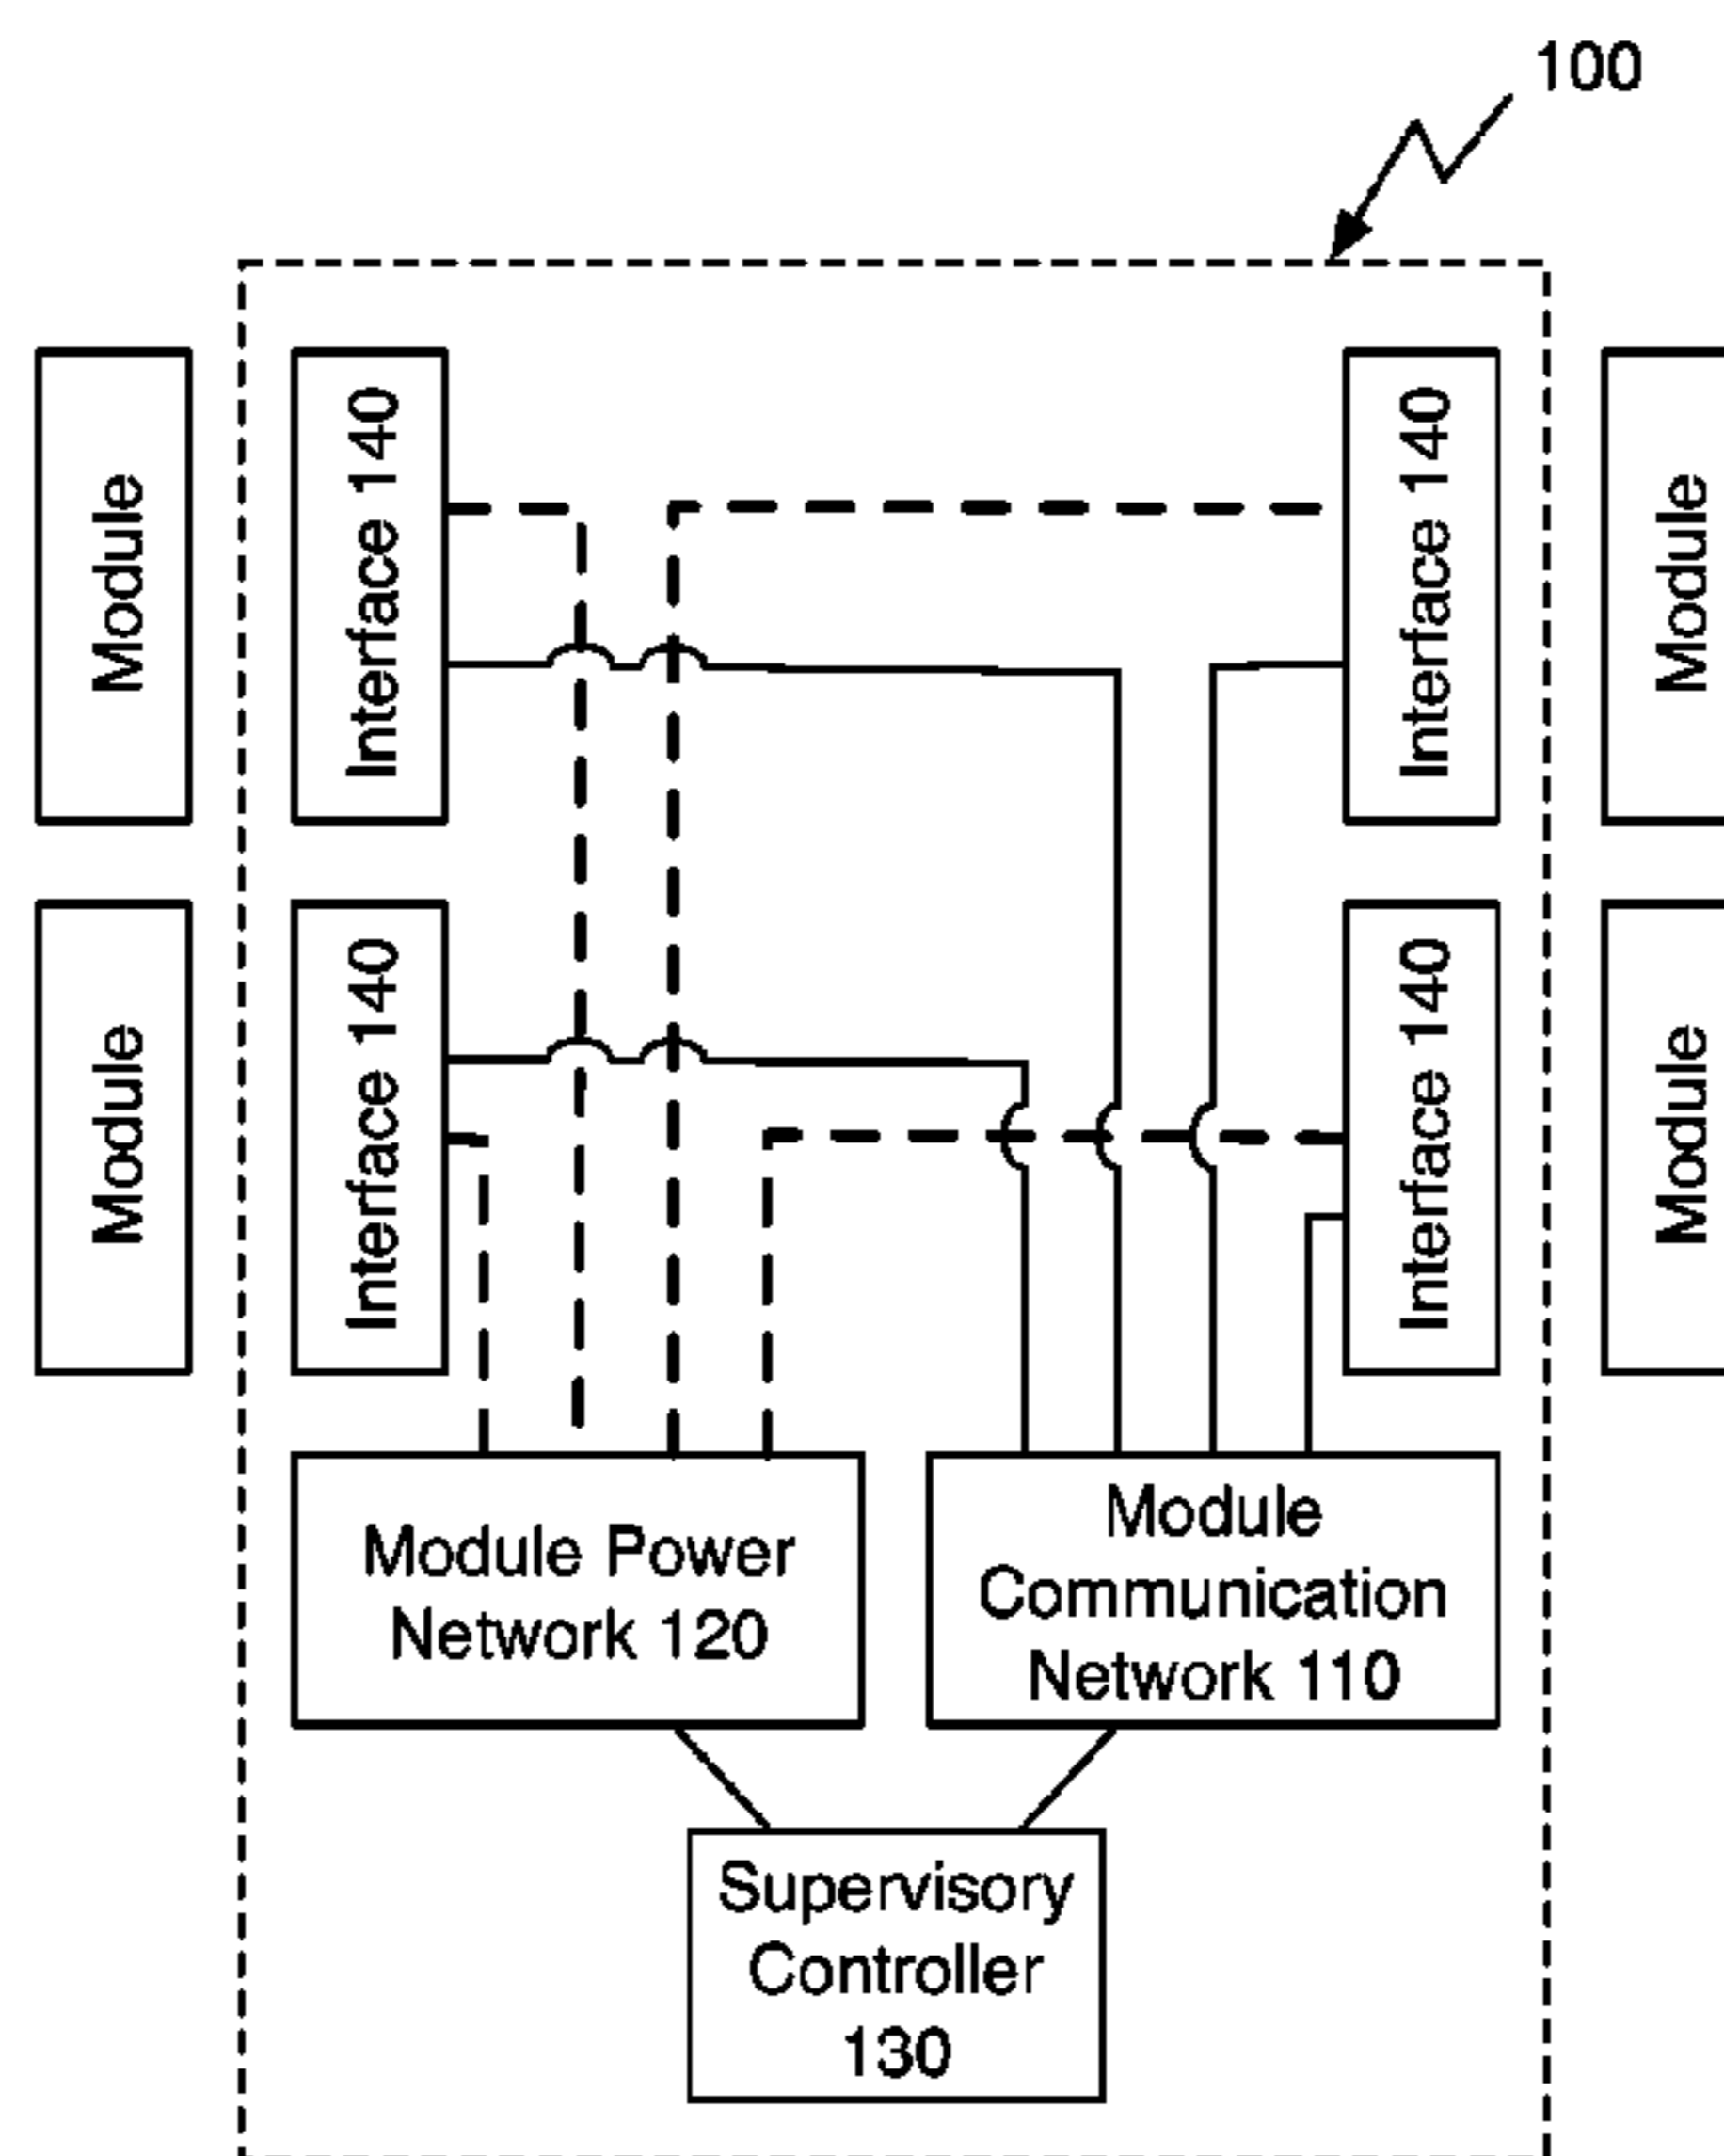 100
Module
Interface 140
Interface 140
Module
Module
Interface 140
Interface 140
Module
Module Power
Network 120
Module
Communication
Network 110
Supervisory
Controller
130